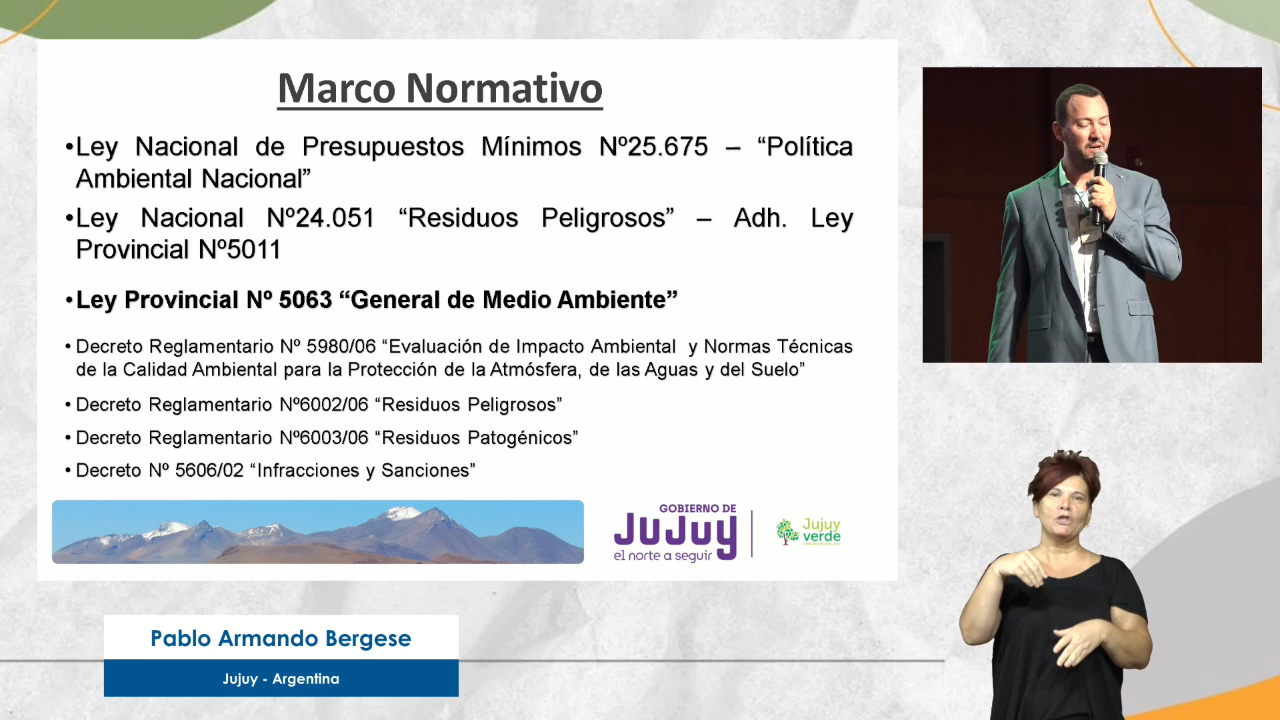 Marco Normativo
•Ley Nacional de Presupuestos Mínimos Nº25.675 – “Política
Ambiental Nacional”
•Ley Nacional Nº24.051 “Residuos Peligrosos” – Adh. Ley
Provincial Nº5011
•Ley Provincial Nº 5063 “General de Medio Ambiente”
• Decreto Reglamentario Nº 5980/06 “Evaluación de Impacto Ambiental y Normas Técnicas
de la Calidad Ambiental para la Protección de la Atmósfera, de las Aguas y del Suelo”
• Decreto Reglamentario Nº6002/06 “Residuos Peligrosos”
• Decreto Reglamentario Nº6003/06 “Residuos Patogénicos”
• Decreto Nº 5606/02 “Infracciones y Sanciones”
GOBIERNO DE
JuJuy
el norte a seguir
Jujuy
verde
Pablo Armando Bergese
Jujuy - Argentina